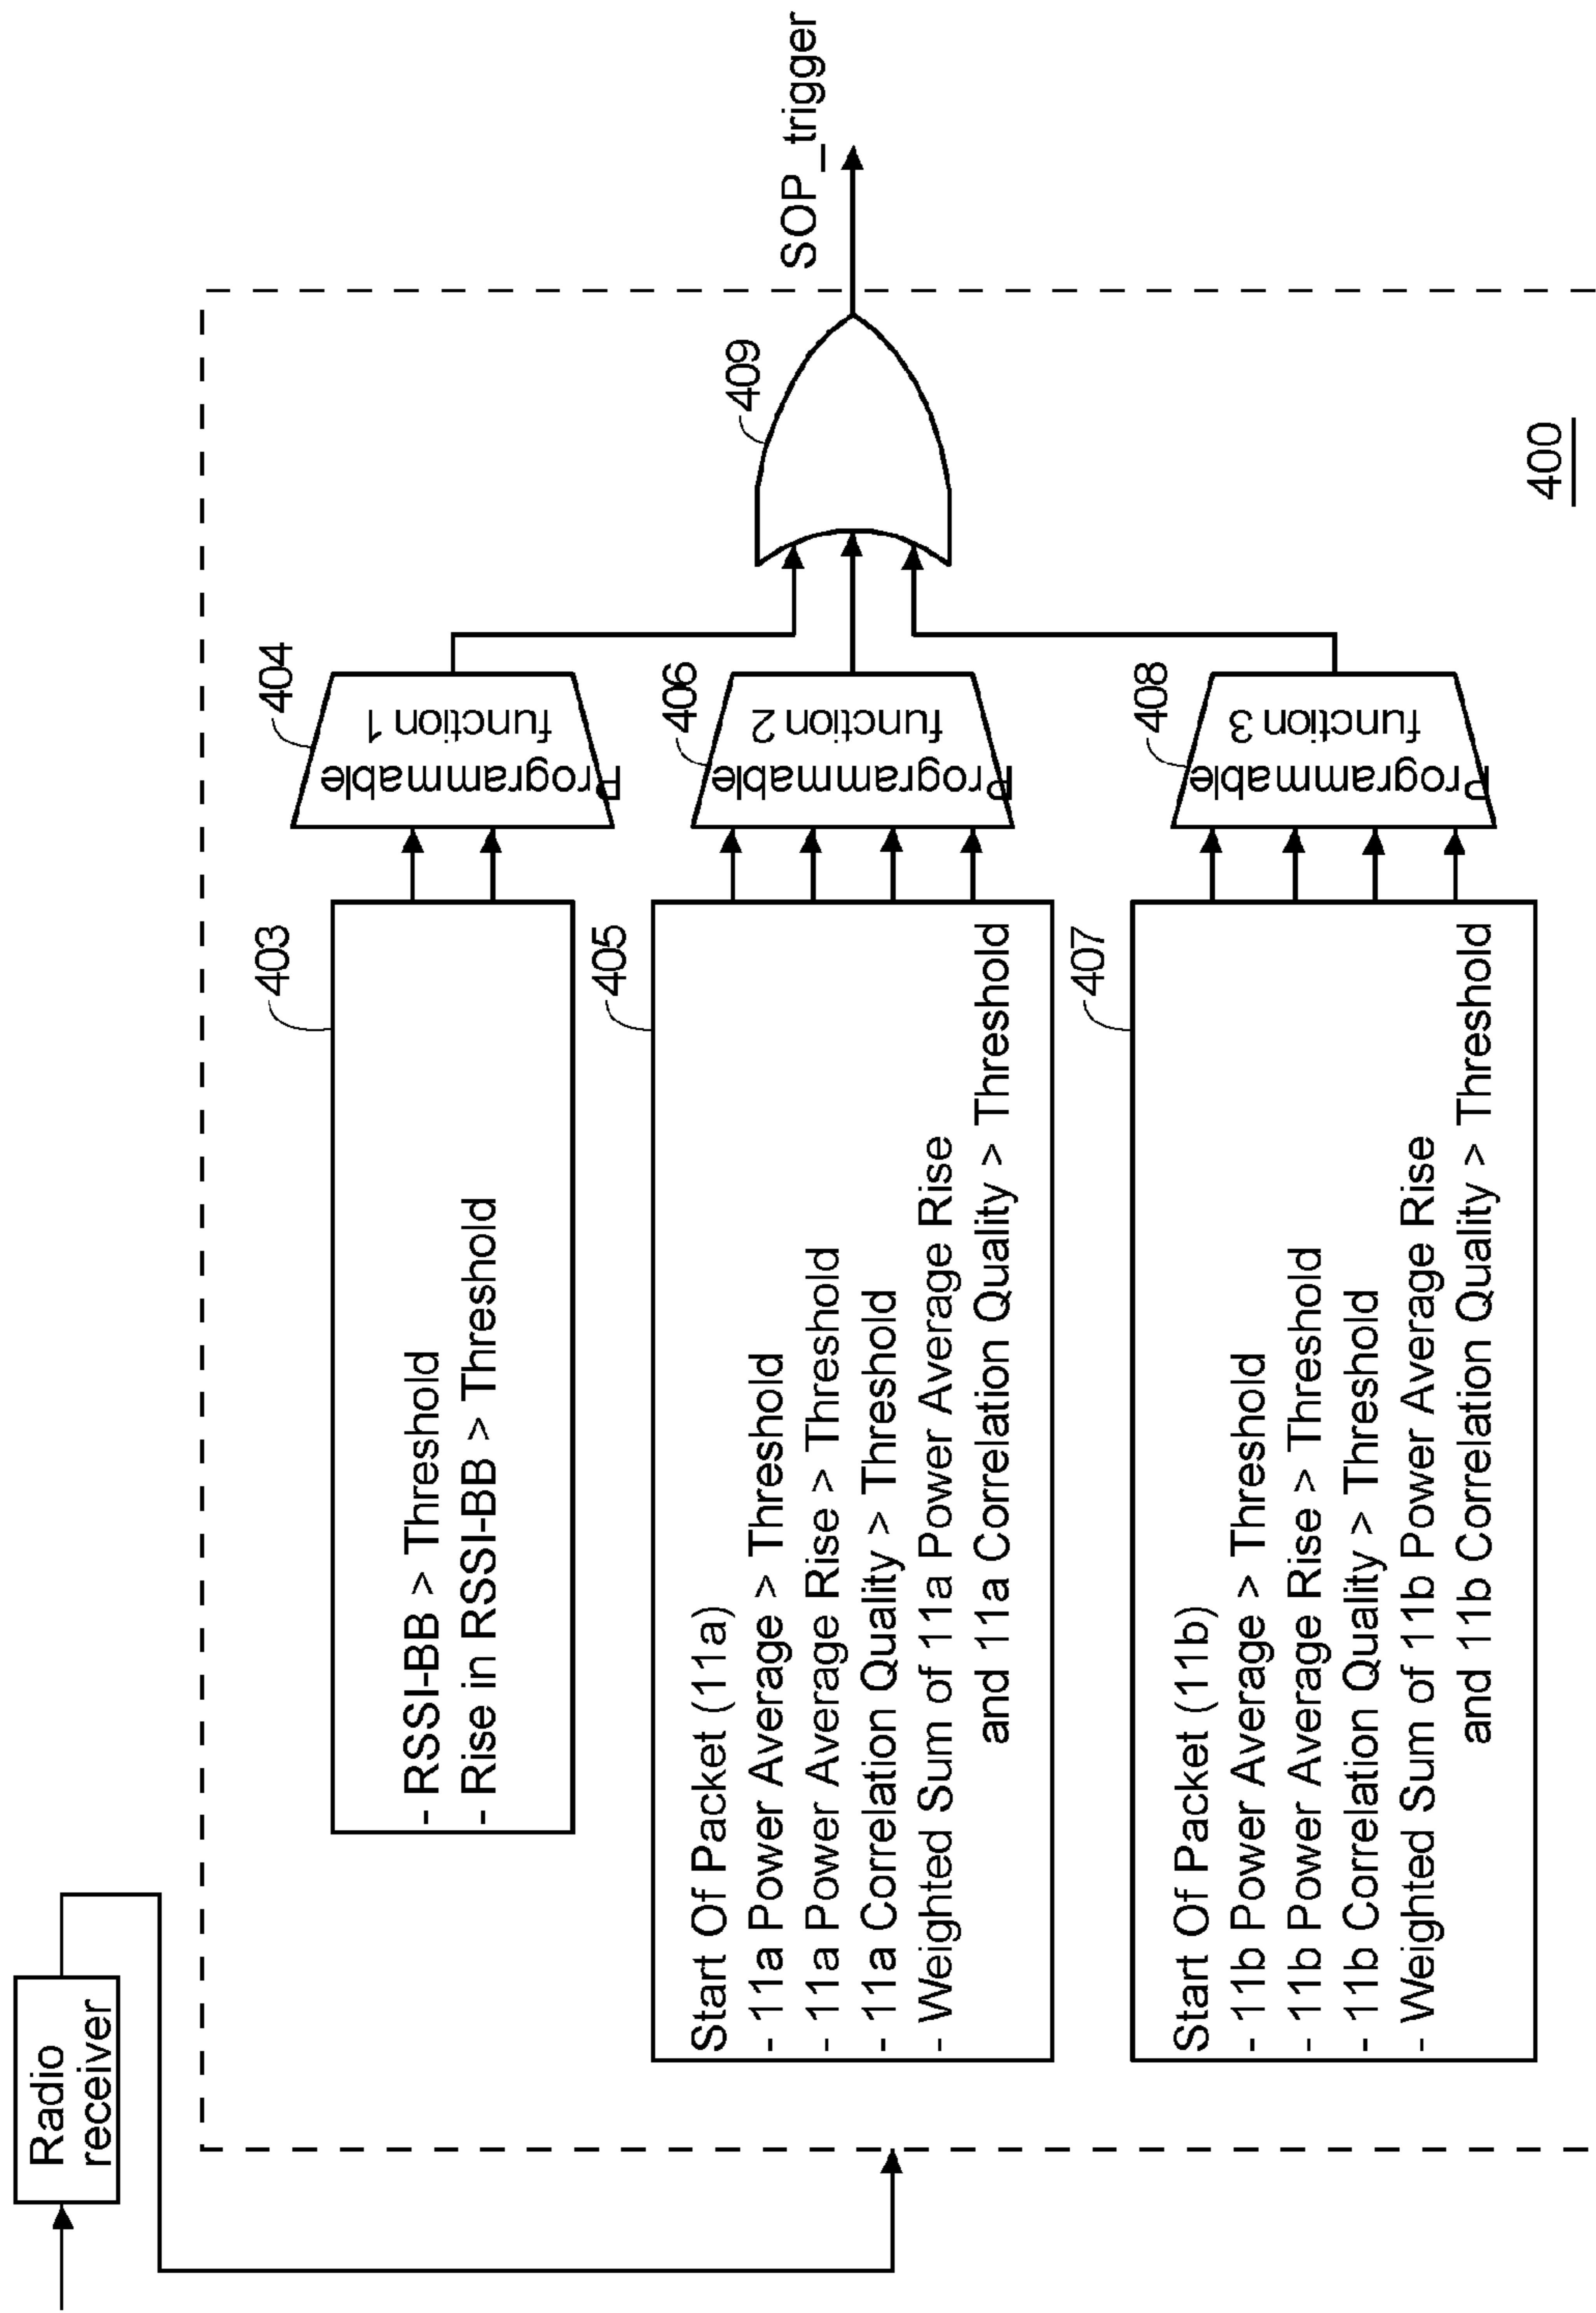 Radio
receiver
403
- RSSI-BB > Threshold
- Rise in RSSI-BB > Threshold
404
Programmable
function 1
405
Start Of Packet (11a)
- 11a Power Average > Threshold
- 11a Power Average Rise > Threshold
- 11a Correlation Quality > Threshold
- Weighted Sum of 11a Power Average Rise
and 11a Correlation Quality > Threshold
406
Programmable
function 2
407
Start Of Packet (11b)
- 11b Power Average > Threshold
- 11b Power Average Rise > Threshold
- 11b Correlation Quality > Threshold
- Weighted Sum of 11b Power Average Rise
and 11b Correlation Quality > Threshold
408
Programmable
function 3
409
SOP_trigger
400